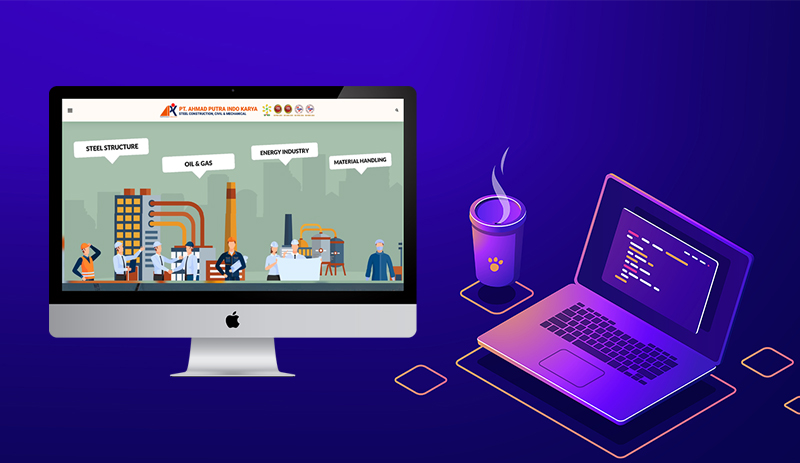 PT. AHMAD PUTRA INDO KARYA
STEEL CONSTRUCTION, CIVIL & MECHANICAL
STEEL STRUCTURE
OIL & GAS
ENERGY INDUSTRY
MATERIAL HANDLING